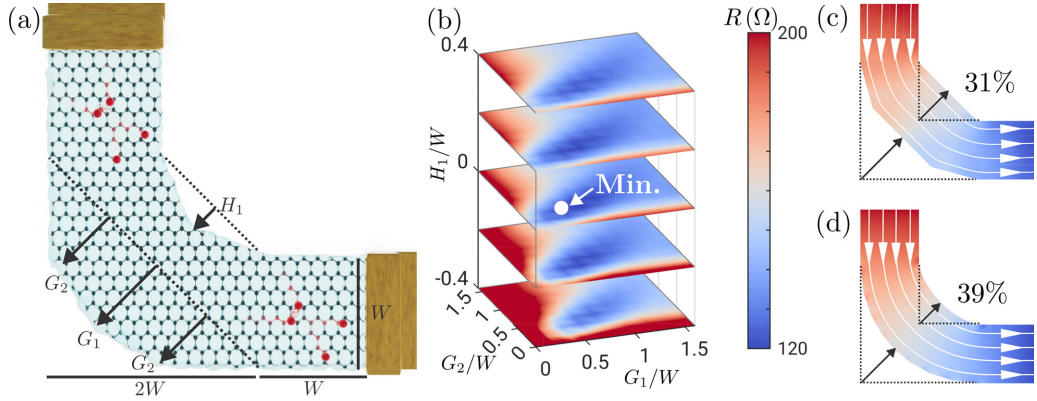 (a)
H₁
G₂
G₁
G₂
W
2W
W
(b)
R (Ω)
0.4
200
H₁/W
0
Min.
-0.4
1.5
1
0.5
0
G₂/W
0
0.5
1
1.5
G₁/W
120
(c)
31%
(d)
39%